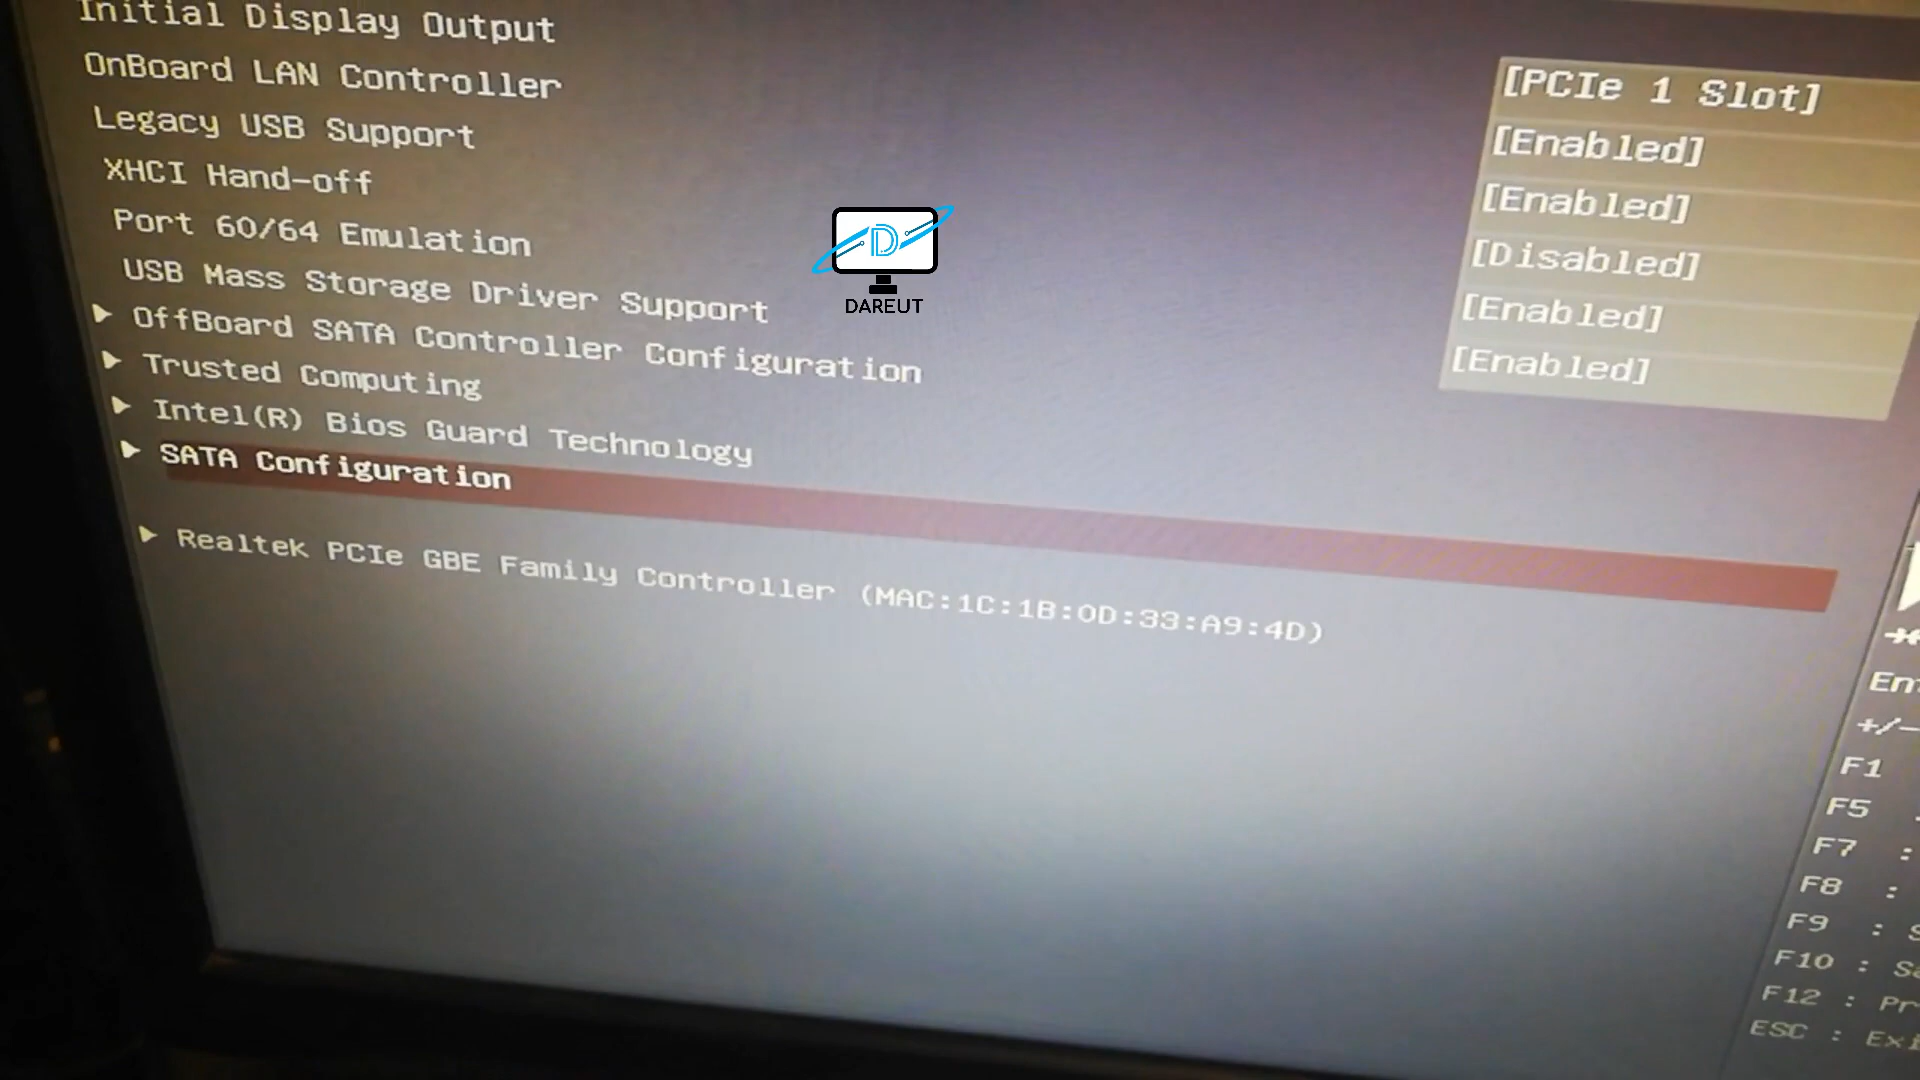 Initial Display Output [PCIe 1 Slot]
OnBoard LAN Controller [Enabled]
Legacy USB Support [Enabled]
XHCI Hand-off [Disabled]
Port 60/64 Emulation [Enabled]
USB Mass Storage Driver Support [Enabled]
OffBoard SATA Controller Configuration
Trusted Computing
Intel(R) Bios Guard Technology
SATA Configuration
Realtek PCIe GBE Family Controller (MAC:1C:1B:0D:33:A9:4D)
D
DAREUT
+/-
F1
F5
F7 :
F8 :
F9 :
F10 :
F12 :
ESC :